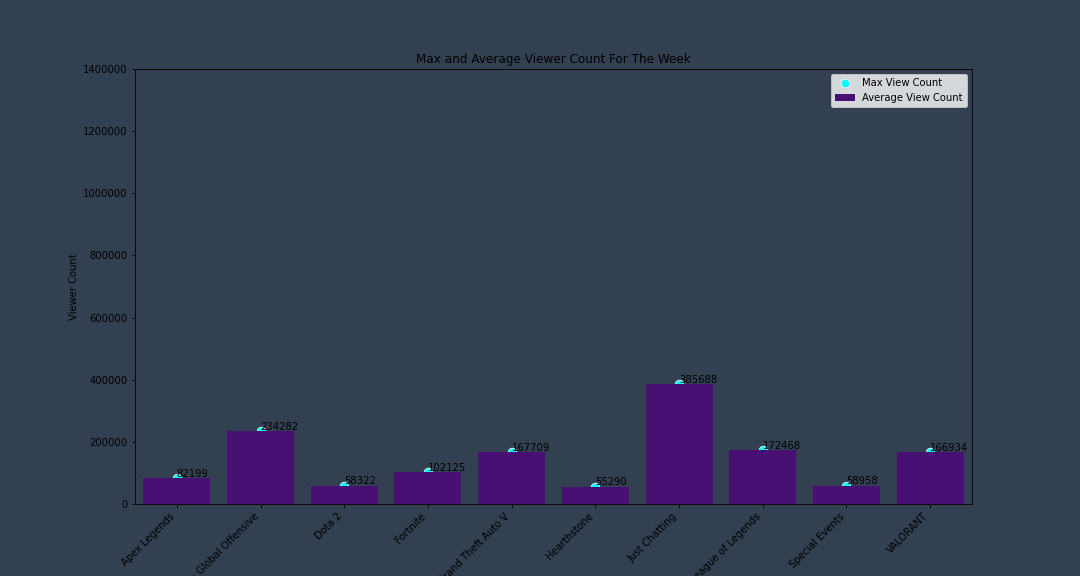 Max and Average Viewer Count For The Week
Max View Count
Average View Count
Viewer Count
1400000
1200000
1000000
800000
600000
400000
200000
0
82199
234282
58322
102125
167709
55290
385688
172468
58958
166934
Apex Legends
Global Offensive
Dota 2
Fortnite
rand Theft Auto V
Hearthstone
Just Chatting
eague of Legends
Special Events
VALORANT